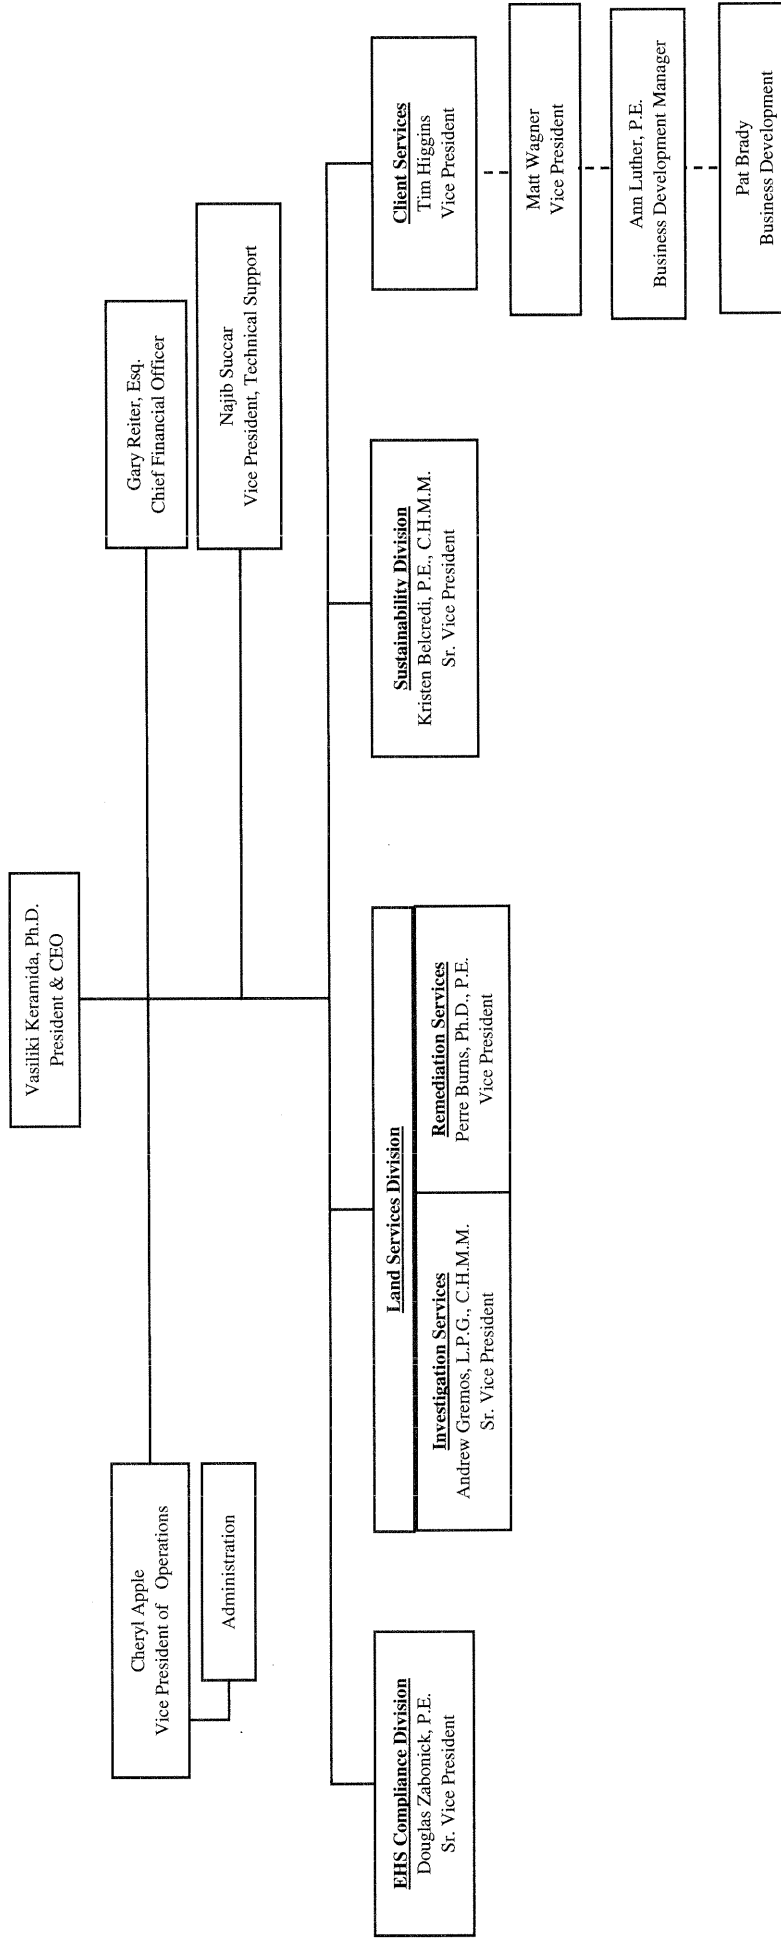 Vasiliki Keramida, Ph.D.
President & CEO
Cheryl Apple
Vice President of Operations
Administration
Gary Reiter, Esq.
Chief Financial Officer
Najib Succar
Vice President, Technical Support
EHS Compliance Division
Douglas Zabonick, P.E.
Sr. Vice President
Land Services Division
Investigation Services
Andrew Gremos, L.P.G., C.H.M.M.
Sr. Vice President
Remediation Services
Perre Burns, Ph.D., P.E.
Vice President
Sustainability Division
Kristen Belcredi, P.E., C.H.M.M.
Sr. Vice President
Client Services
Tim Higgins
Vice President
Matt Wagner
Vice President
Ann Luther, P.E.
Business Development Manager
Pat Brady
Business Development